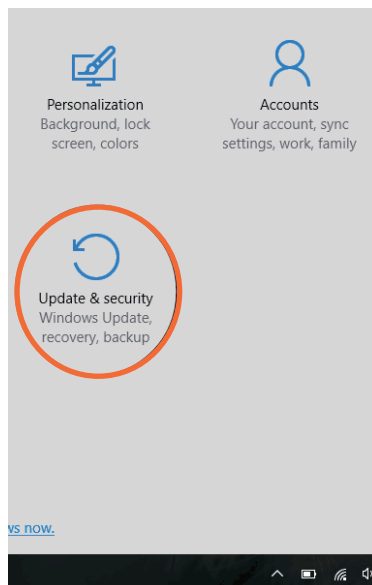 Personalization
Background, lock
screen, colors
Accounts
Your account, sync
settings, work, family
Update & security
Windows Update,
recovery, backup
ws now.